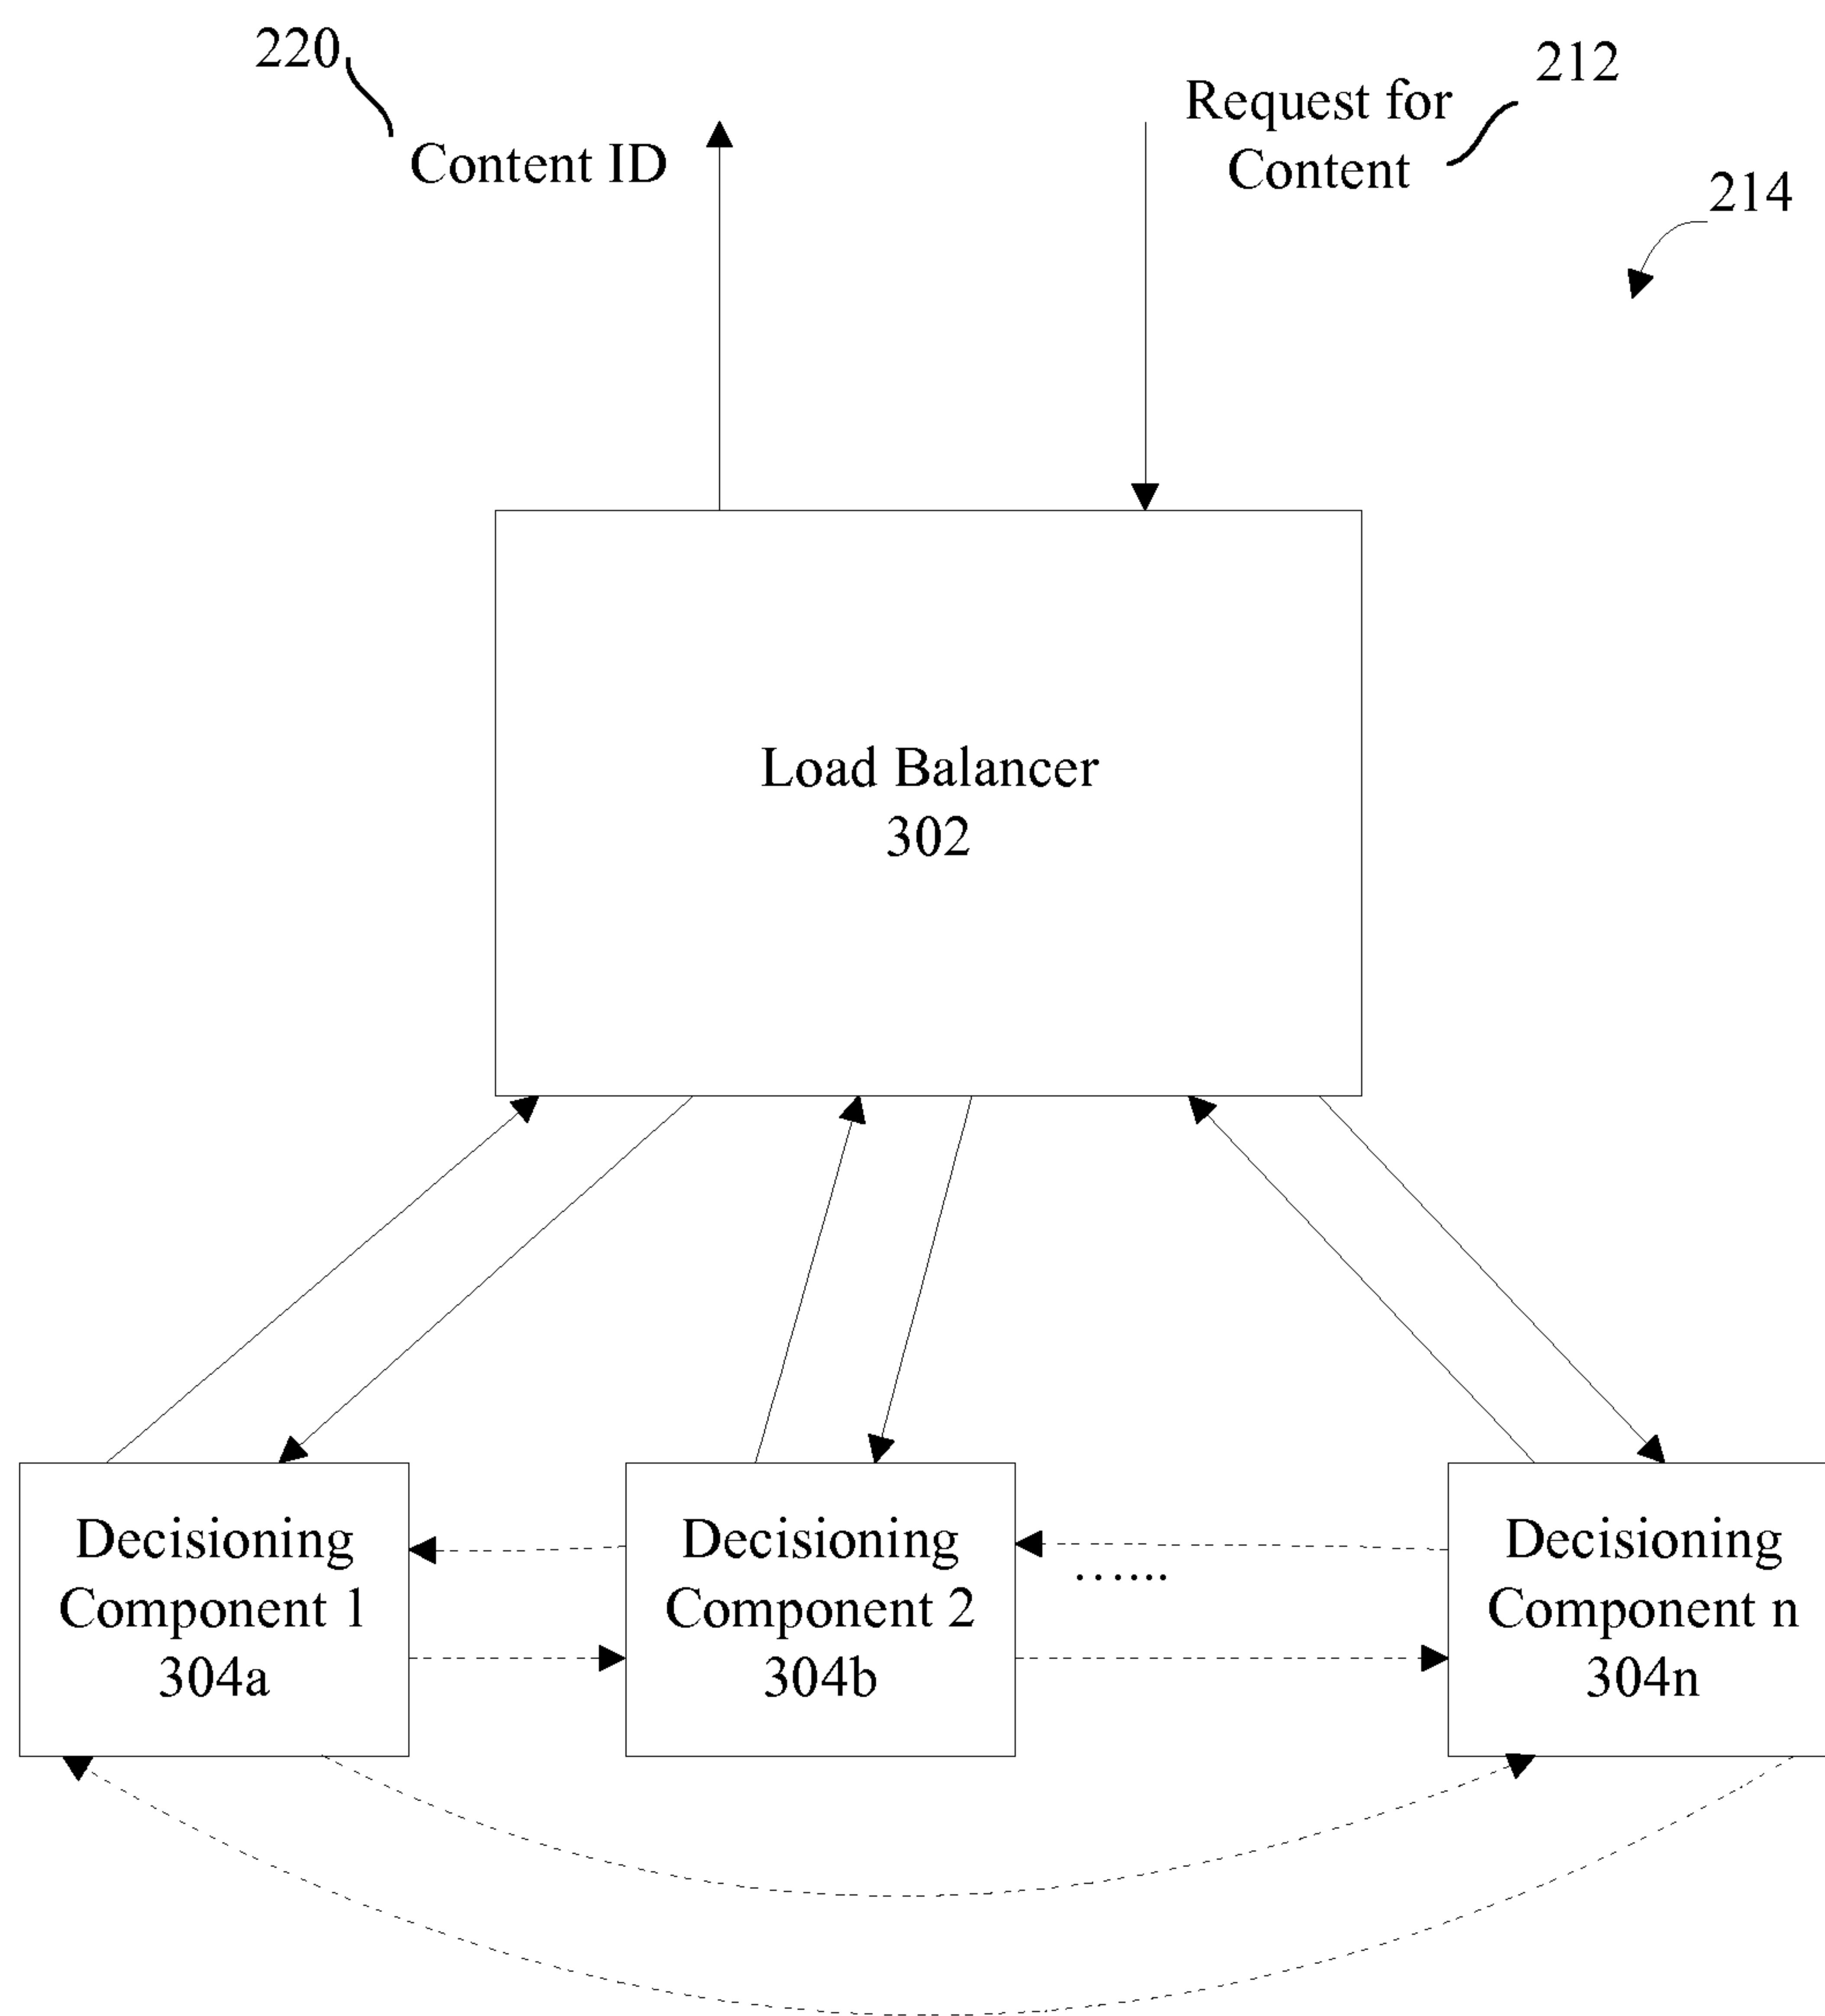 220
Content ID
Request for
Content
212
214
Load Balancer
302
Decisioning
Component 1
304a
Decisioning
Component 2
304b
......
Decisioning
Component n
304n